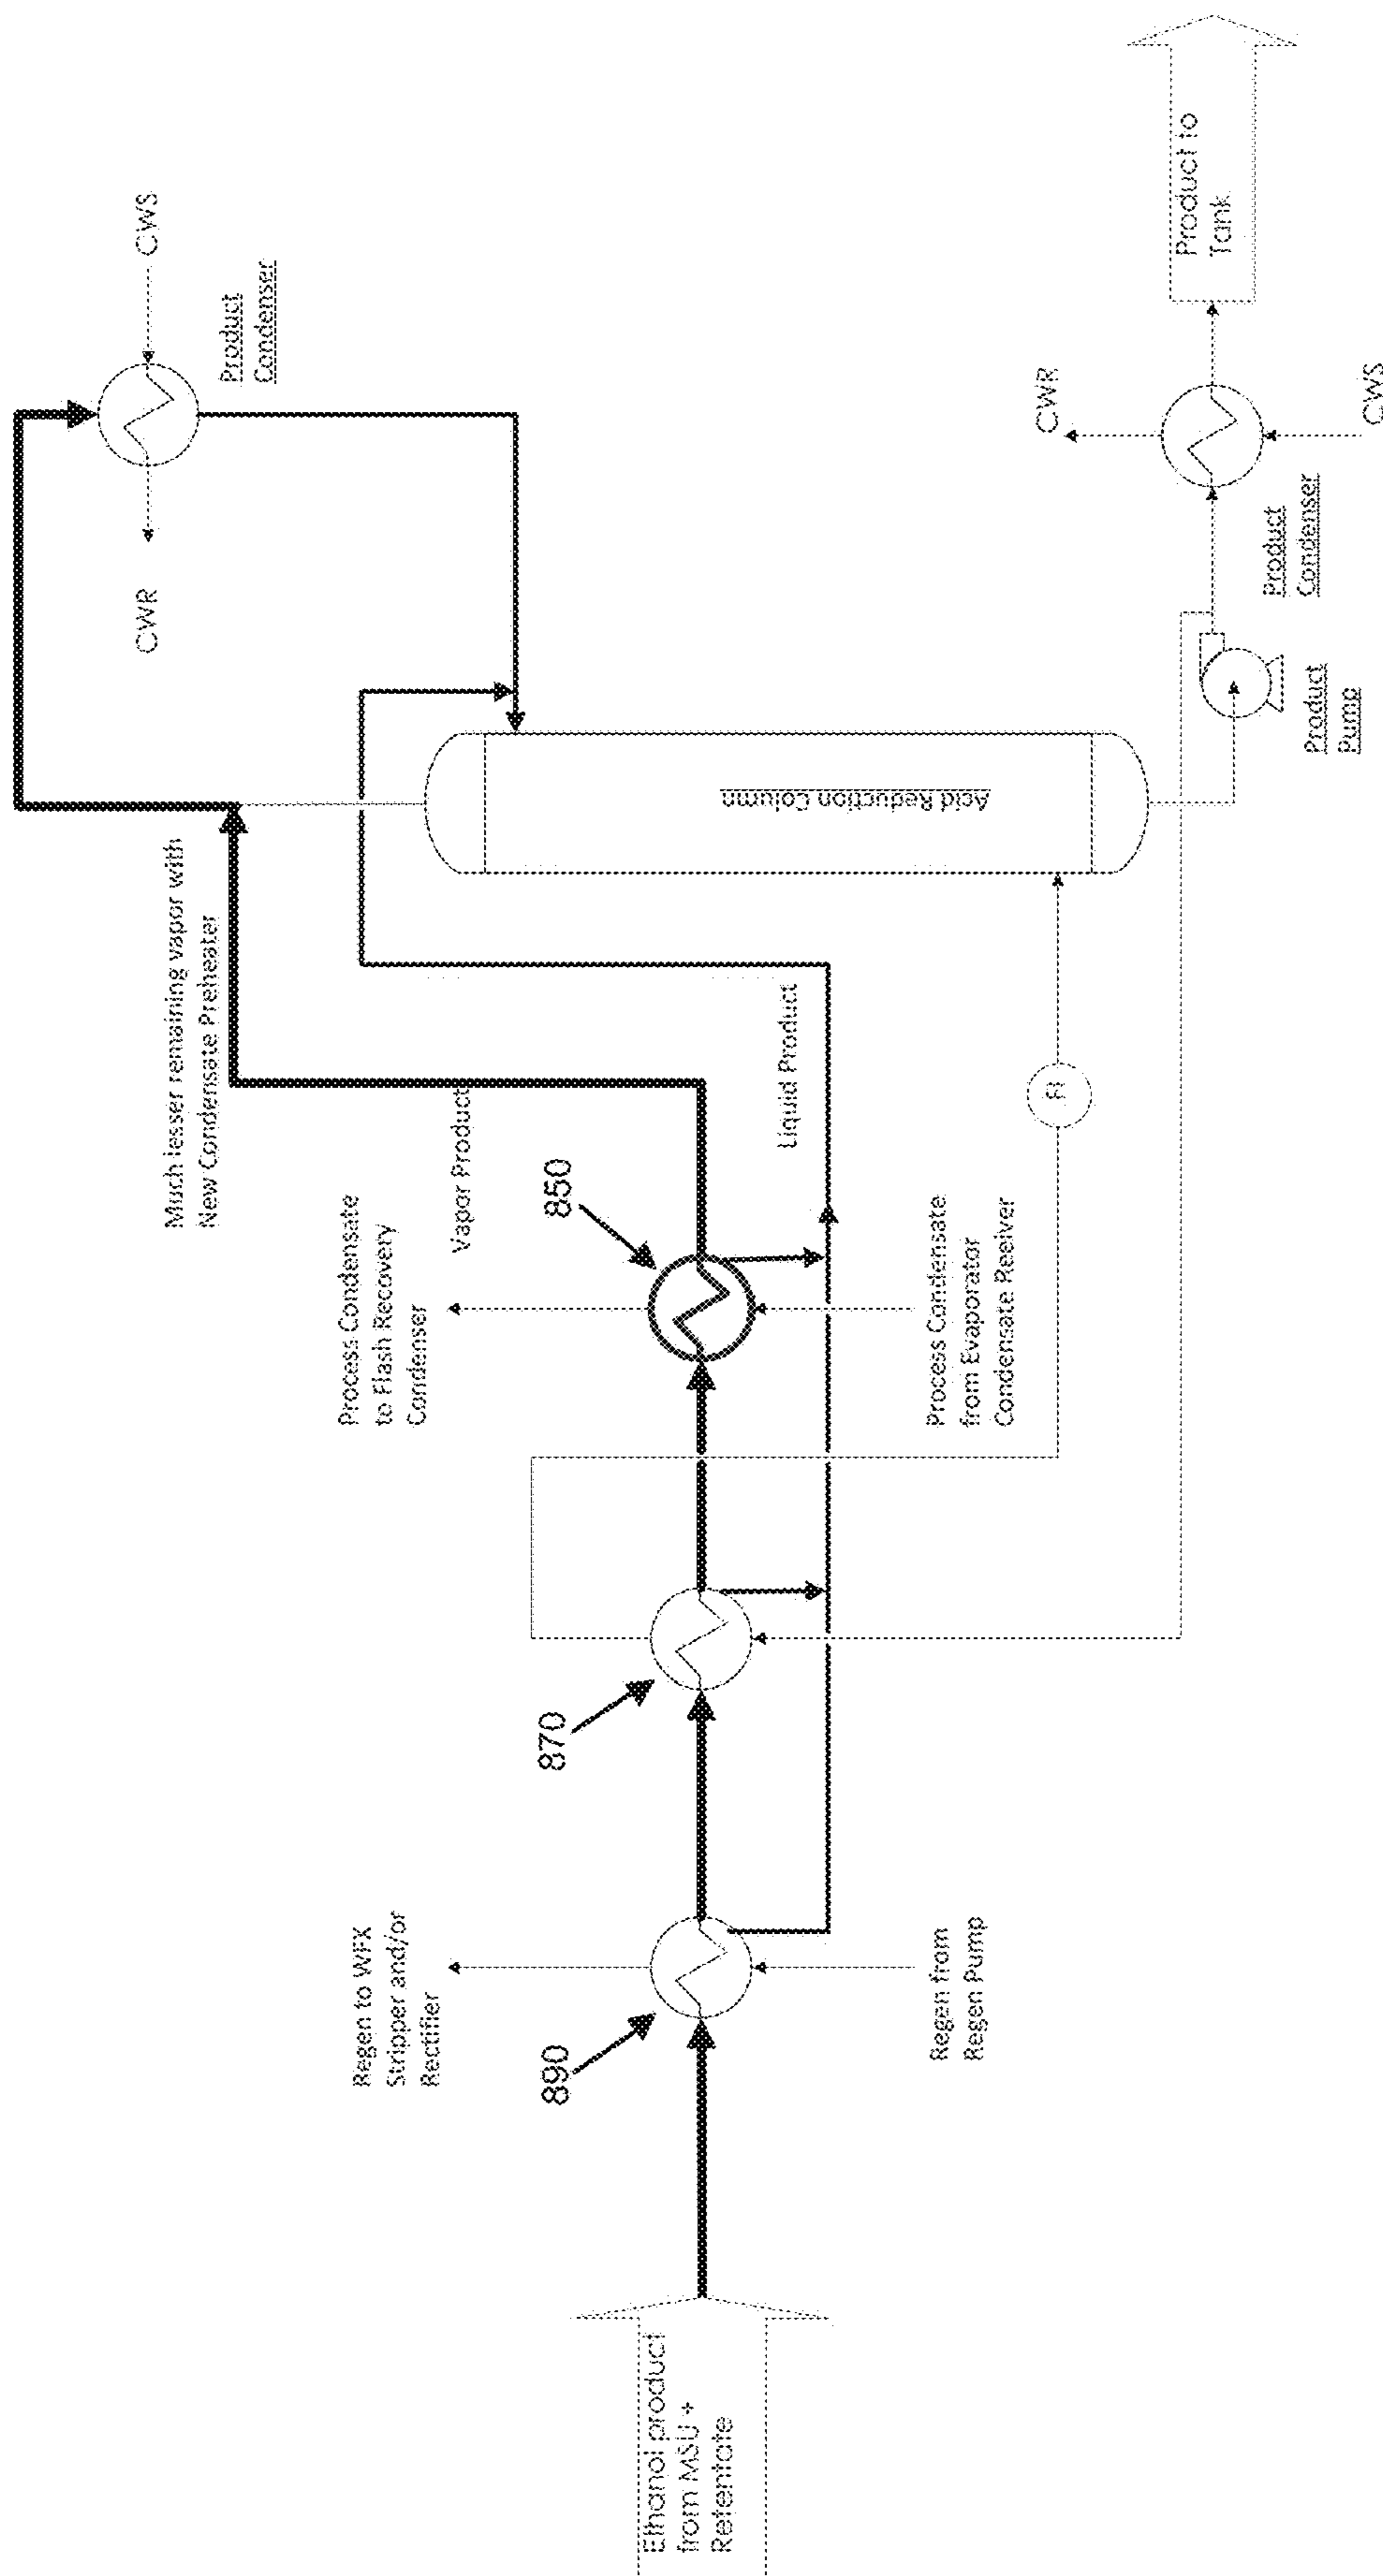 Ethanol product
from MSU +
Retentate
Regen to WFX
Stripper and/or
Rectifier
890
Regen from
Regen Pump
870
Process Condensate
to Flash Recovery
Condenser
850
Process Condensate
from Evaporator
Condensate Reeiver
Vapor Product
Liquid Product
Much lesser remaining vapor with
New Condensate Preheater
Acid Reduction Column
CWR
CWS
Product
Condenser
Product
Pump
Product
Condenser
CWR
CWS
Product to
Tank